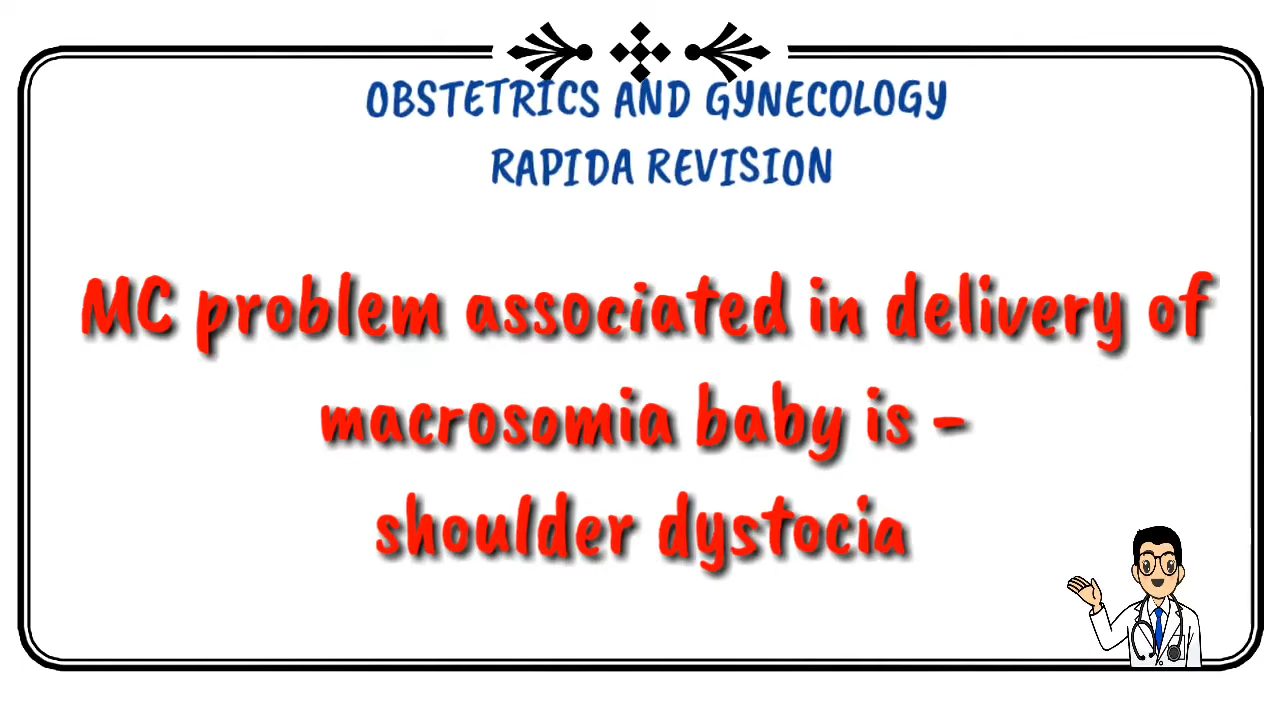 OBSTETRICS AND GYNECOLOGY
RAPIDA REVISION
MC problem associated in delivery of
macrosomia baby is -
shoulder dystocia